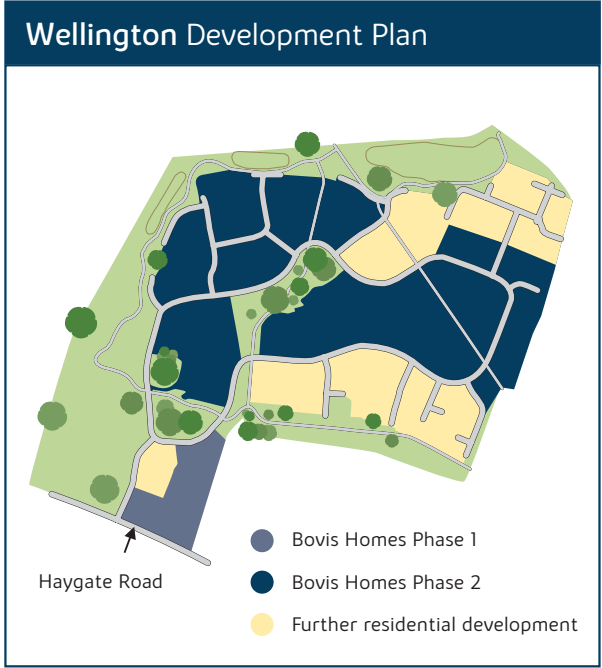 Wellington Development Plan
Bovis Homes Phase 1
Bovis Homes Phase 2
Haygate Road
Further residential development